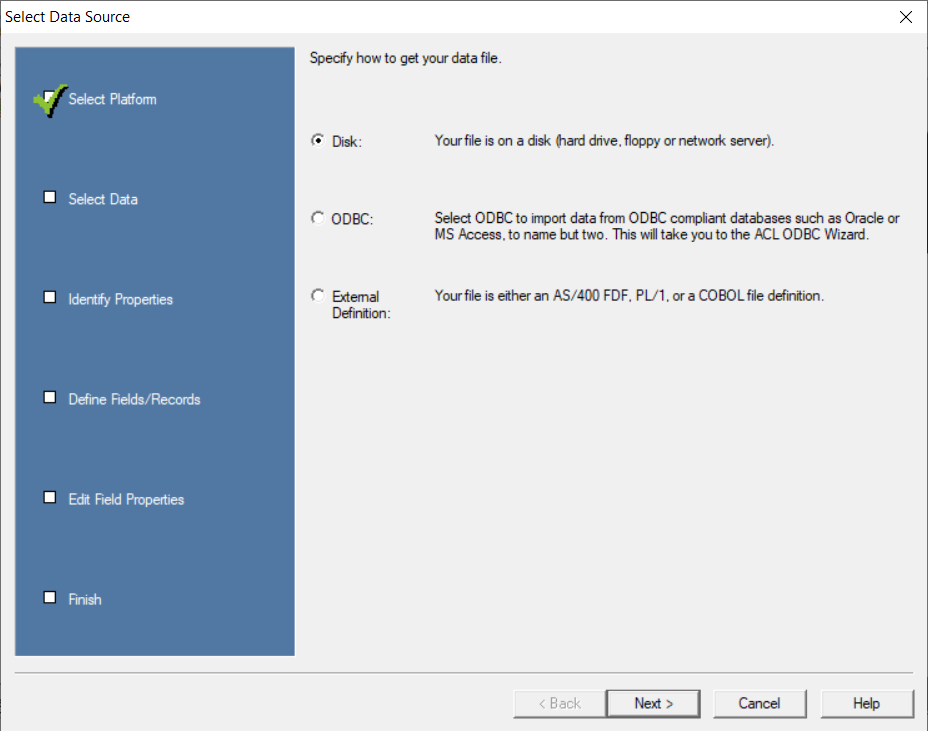 Select Data Source
Select Platform
Select Data
Identify Properties
Define Fields/Records
Edit Field Properties
Finish
Specify how to get your data file.
Disk: Your file is on a disk (hard drive, floppy or network server).
ODBC: Select ODBC to import data from ODBC compliant databases such as Oracle or
MS Access, to name but two. This will take you to the ACL ODBC Wizard.
External Your file is either an AS/400 FDF, PL/1, or a COBOL file definition.
Definition:
< Back Next > Cancel Help